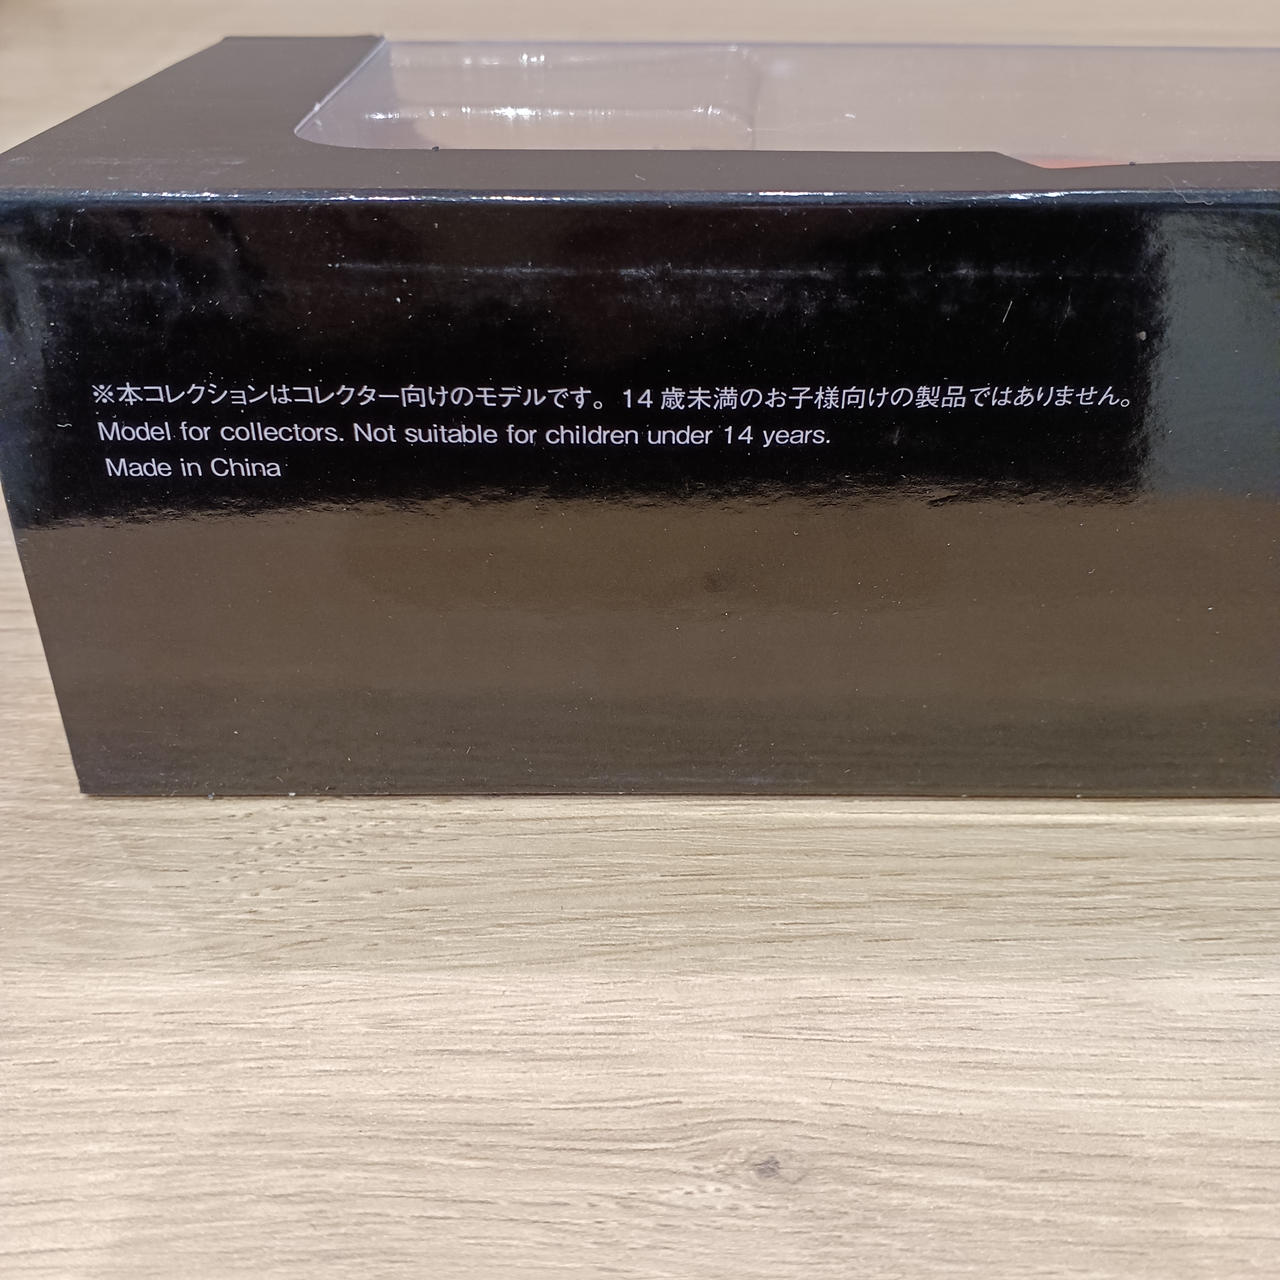 ※本コレクションはコレクター向けのモデルです。14歳未満のお子様向けの製品ではありません。
Model for collectors. Not suitable for children under 14 years.
Made in China